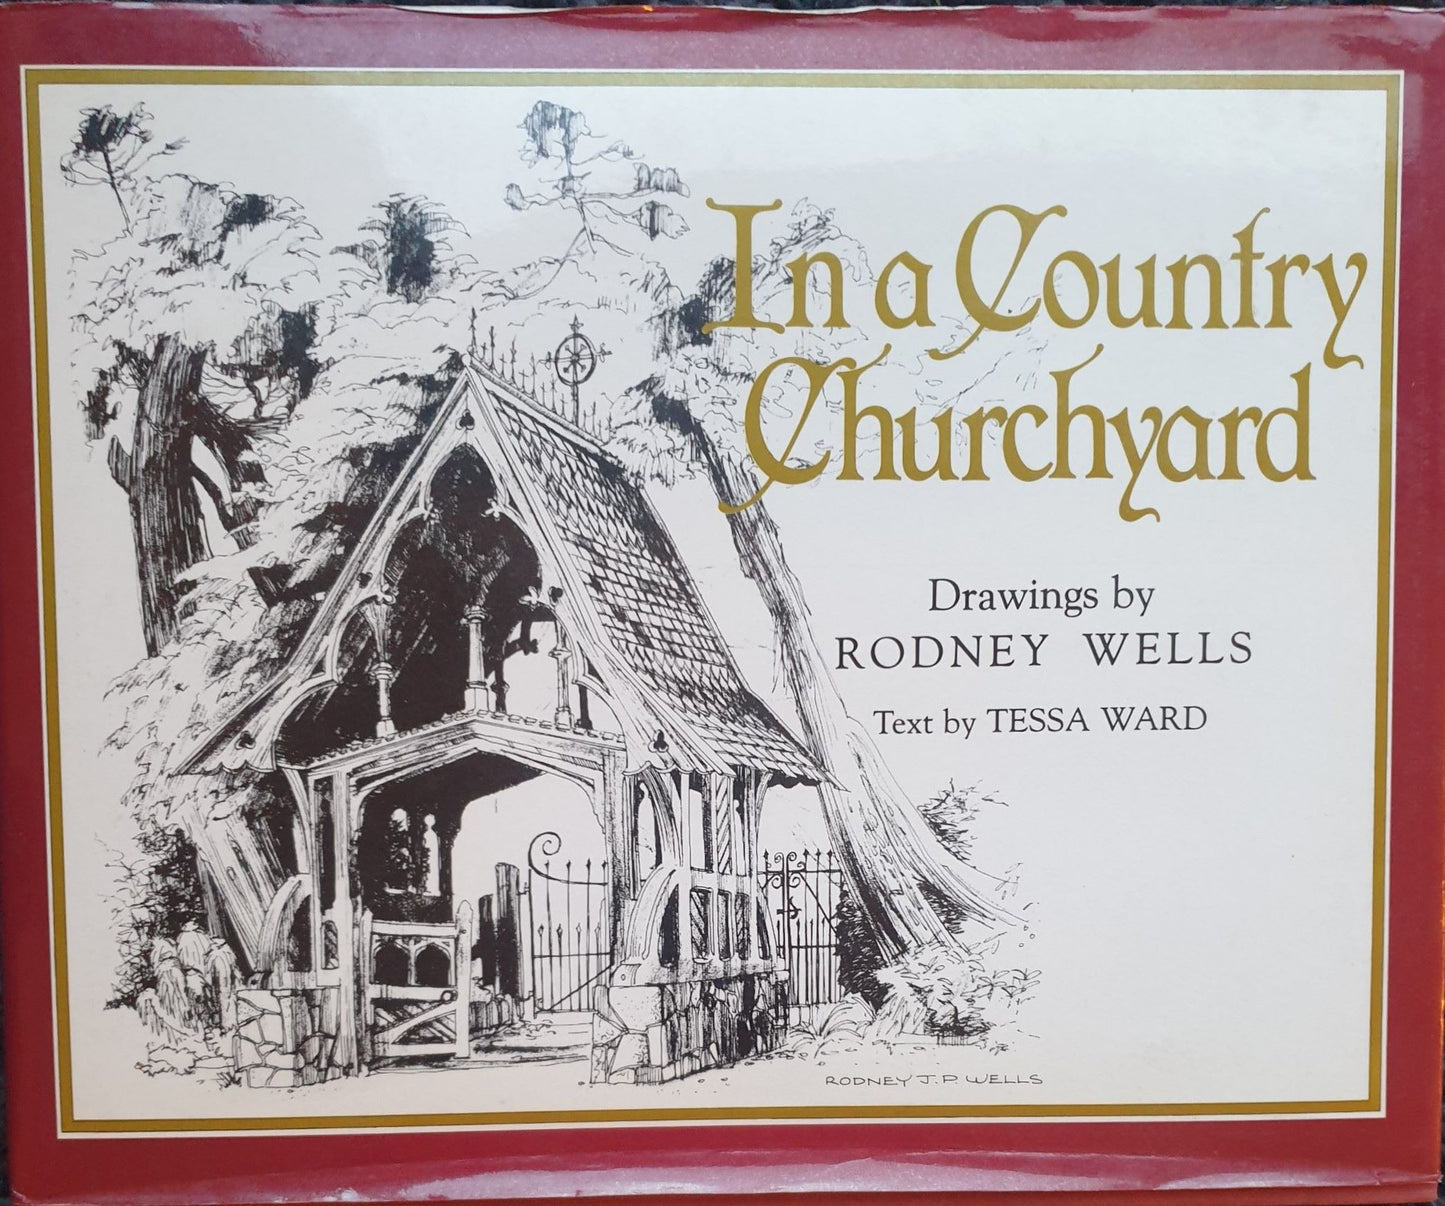 In a Country
Churchyard
Drawings by
RODNEY WELLS
Text by TESSA WARD
RODNEY J.P. WELLS